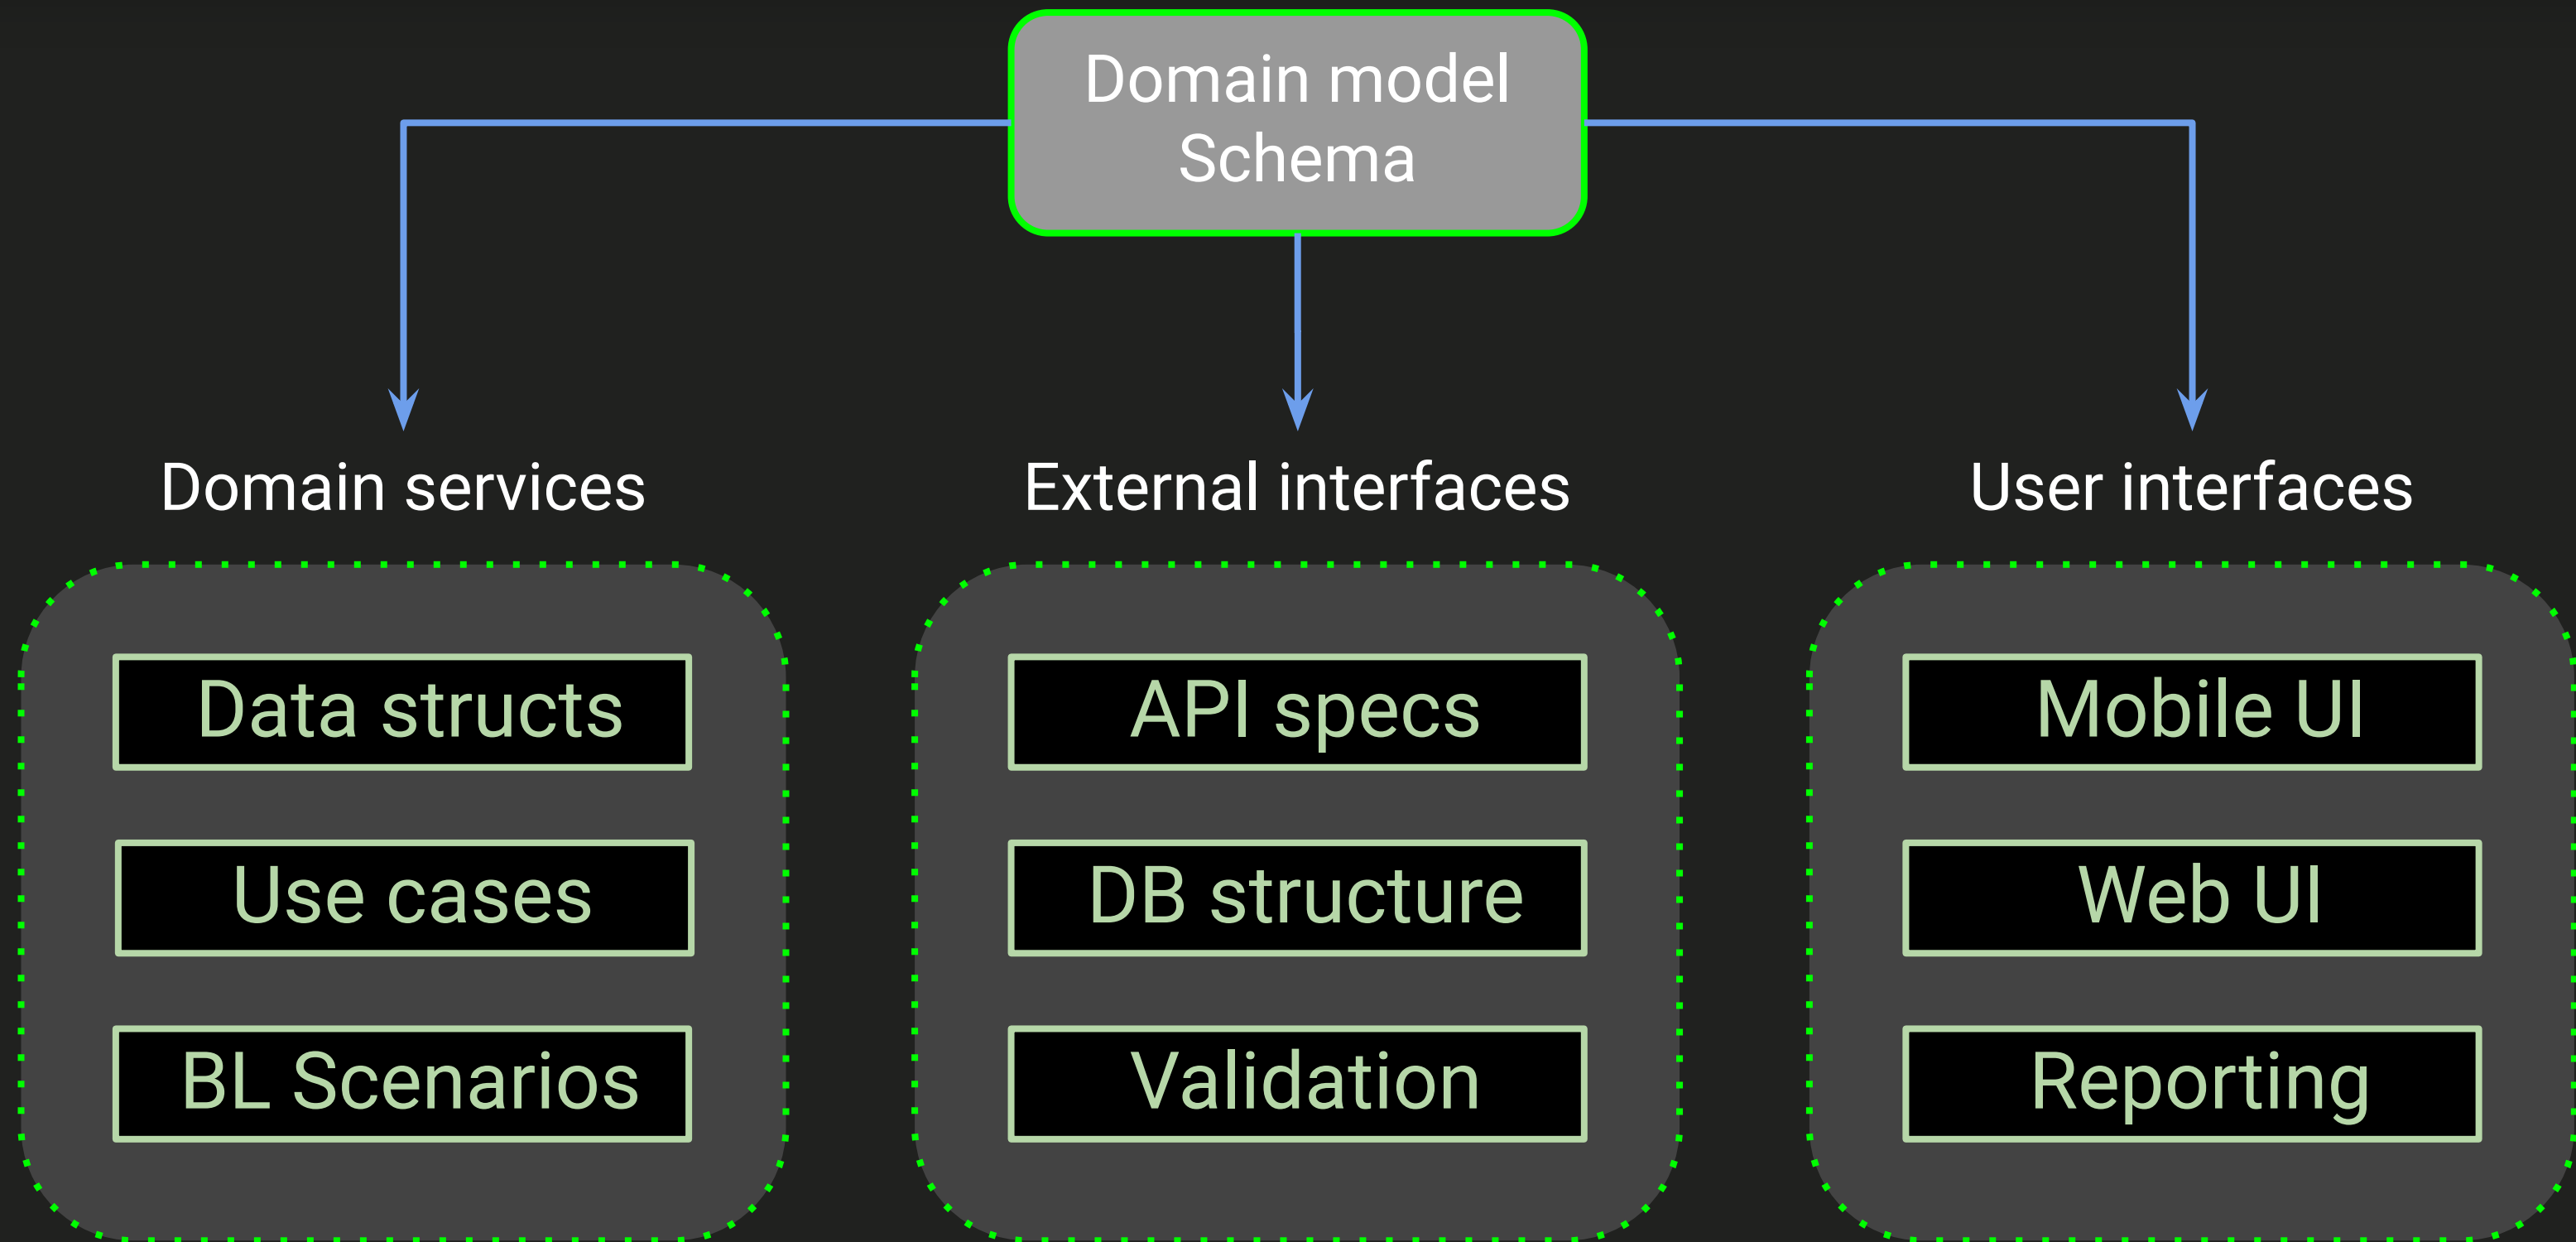 Domain model
Schema
Domain services
External interfaces
User interfaces
Data structs
API specs
Mobile UI
Use cases
DB structure
Web UI
BL Scenarios
Validation
Reporting